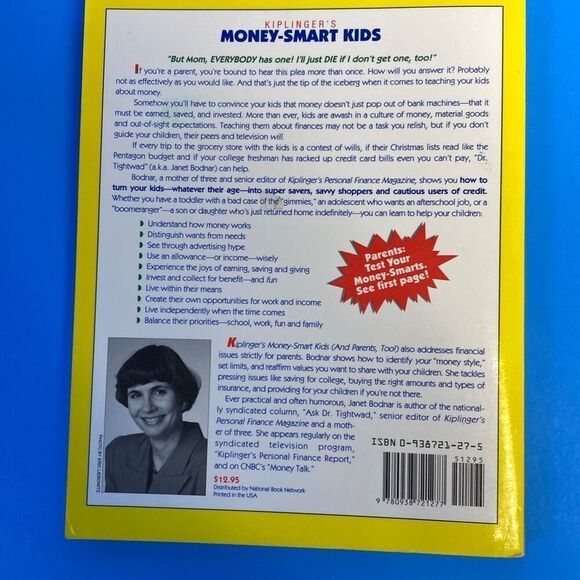 KIPLINGER'S
MONEY-SMART KIDS
"But Mom, EVERYBODY has one! I'll just DIE if I don't get one, too!"
If you're a parent, you're bound to hear this plea more than once. How will you answer it? Probably
not as effectively as you would have liked. And that's just the tip of the iceberg when it comes to teaching your kids
about money.
Somehow you'll have to convince your kids that money doesn't just pop out of bank machines—that it
must be earned, saved, and invested. More than ever, kids are awash in a culture of money, material goods
and out-of-sight expectations. Teaching them about finances may not be a task you relish, but if you don't
guide your children, their peers and television will.
If every trip to the grocery store with the kids is a contest of wills, if their Christmas lists read like the
Pentagon budget and if your college freshman has racked up credit card bills even you can't pay, "Dr.
Tightwad" (a.k.a. Janet Bodnar) can help.
Bodnar, a mother of three and senior editor of Kiplinger's Personal Finance Magazine, shows you how to
turn your kids—whatever their age—into super savers, savvy shoppers and cautious users of credit.
Whether you have a toddler with a bad case of the "gimmies," an adolescent who wants an afterschool job, or a
"boomeranger"—a son or daughter who's just returned home indefinitely—you can learn to help your children:
Understand how money works
Distinguish wants from needs
See through advertising hype
Use an allowance—or income—wisely
Experience the joys of earning, saving and giving
Invest and collect for benefit—and fun
Live within their means
Create their own opportunities for work and income
Live independently when the time comes
Balance their priorities—school, work, fun and family
Parents:
Test Your
Money-Smarts.
See first page!
Kiplinger's Money-Smart Kids (And Parents, Too!) also addresses financial
issues strictly for parents. Bodnar shows how to identify your "money style,"
set limits, and reaffirm values you want to share with your children. She tackles
pressing issues like saving for college, buying the right amounts and types of
insurance, and providing for your children if you're not there.
Ever practical and often humorous, Janet Bodnar is author of the national-
ly syndicated column, "Ask Dr. Tightwad," senior editor of Kiplinger's
Personal Finance Magazine and a moth-
er of three. She appears regularly on the
syndicated television program,
"Kiplinger's Personal Finance Report,"
and on CNBC's "Money Talk."
$12.95
Distributed by National Book Network
Printed in the USA
PHOTO BY ERIC LEIBOWITZ
ISBN 0-938721-27-5
51295
9 780938 721277